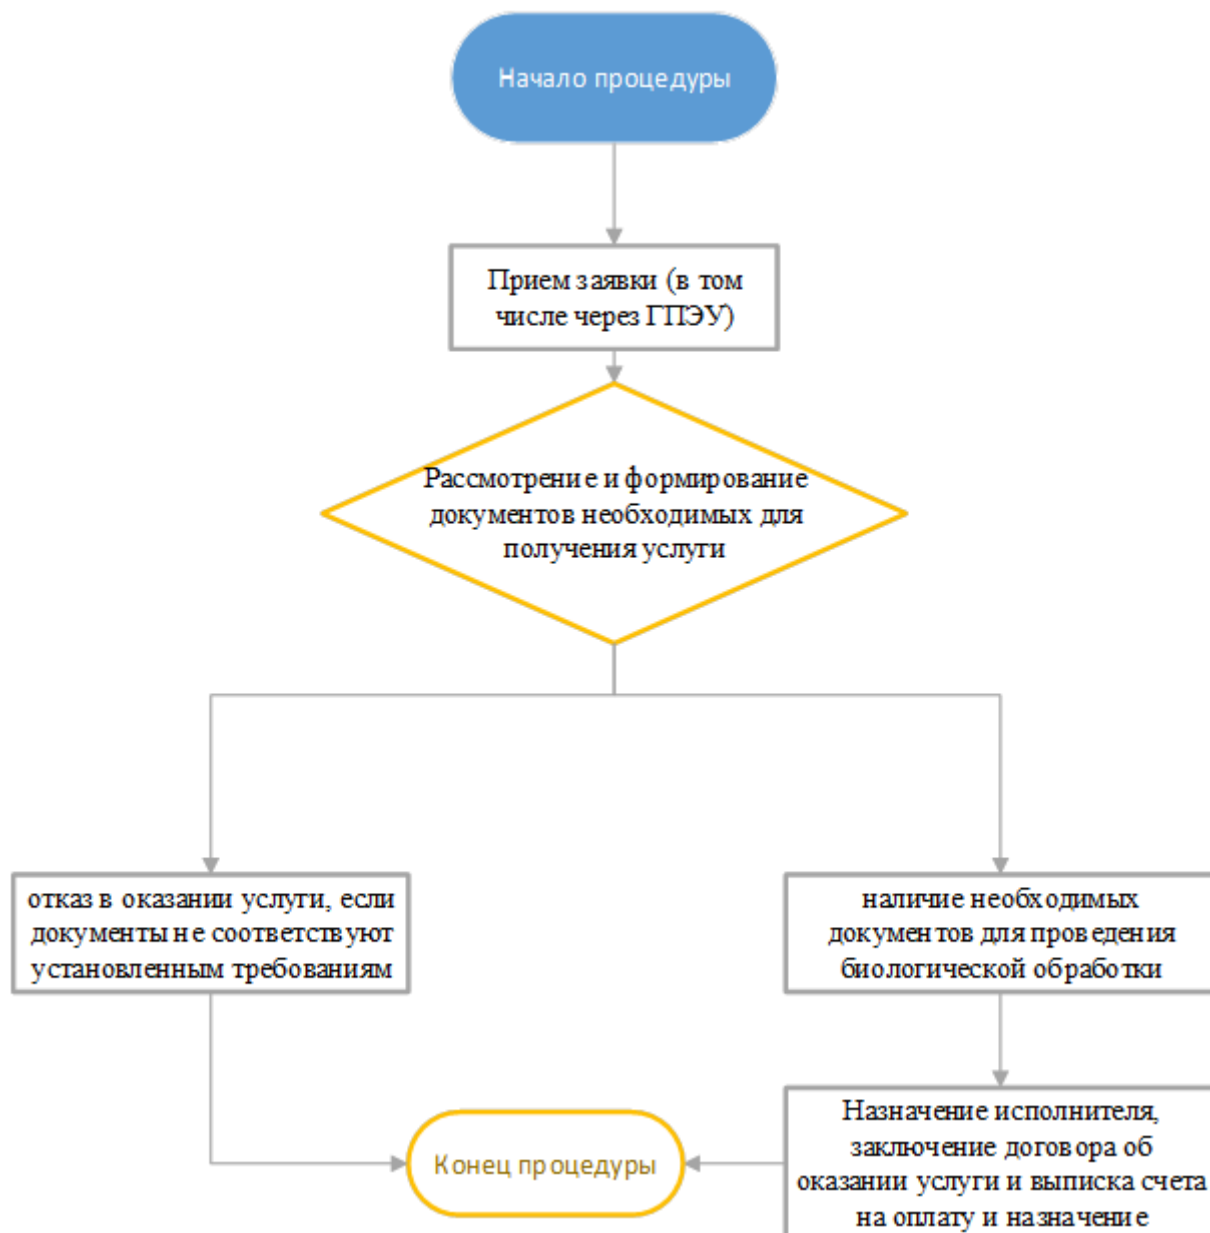 Начало процедуры
Прием заявки (в том
числе через ГПЭУ)
Рассмотрение и формирование
документов необходимых для
получения услуги
отказ в оказании услуги, если
документы не соответствуют
установленным требованиям
наличие необходимых
документов для проведения
биологической обработки
Назначение исполнителя,
заключение договора об
оказании услуги и выписка счета
на оплату и назначение
Конец процедуры